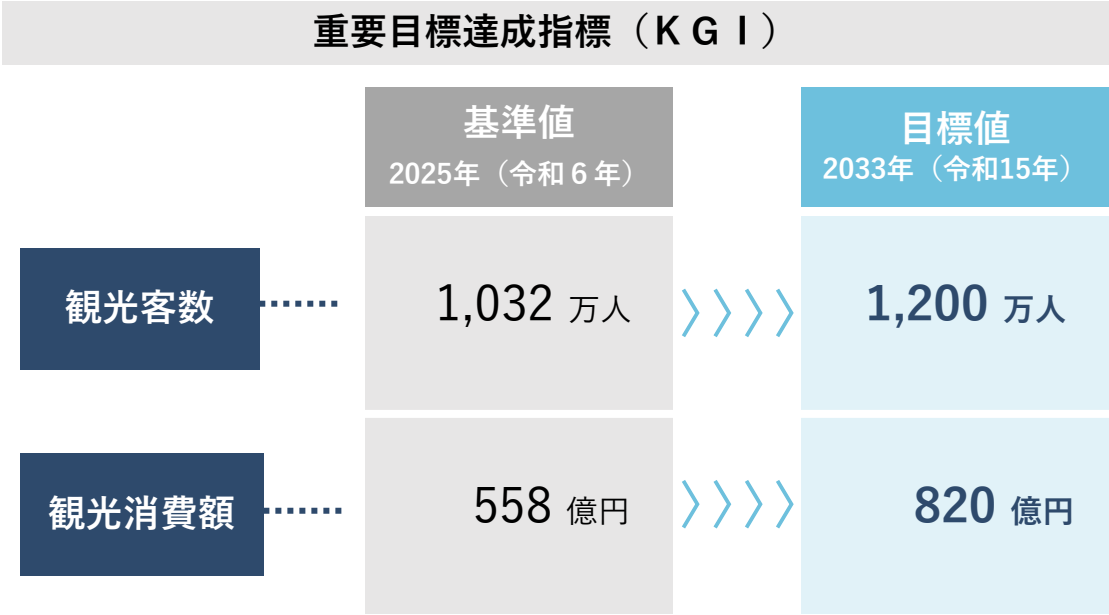 重要目標達成指標（ＫＧＩ）
基準値
2025年（令和６年）
目標値
2033年（令和15年）
観光客数
1,032 万人
1,200 万人
観光消費額
558 億円
820 億円